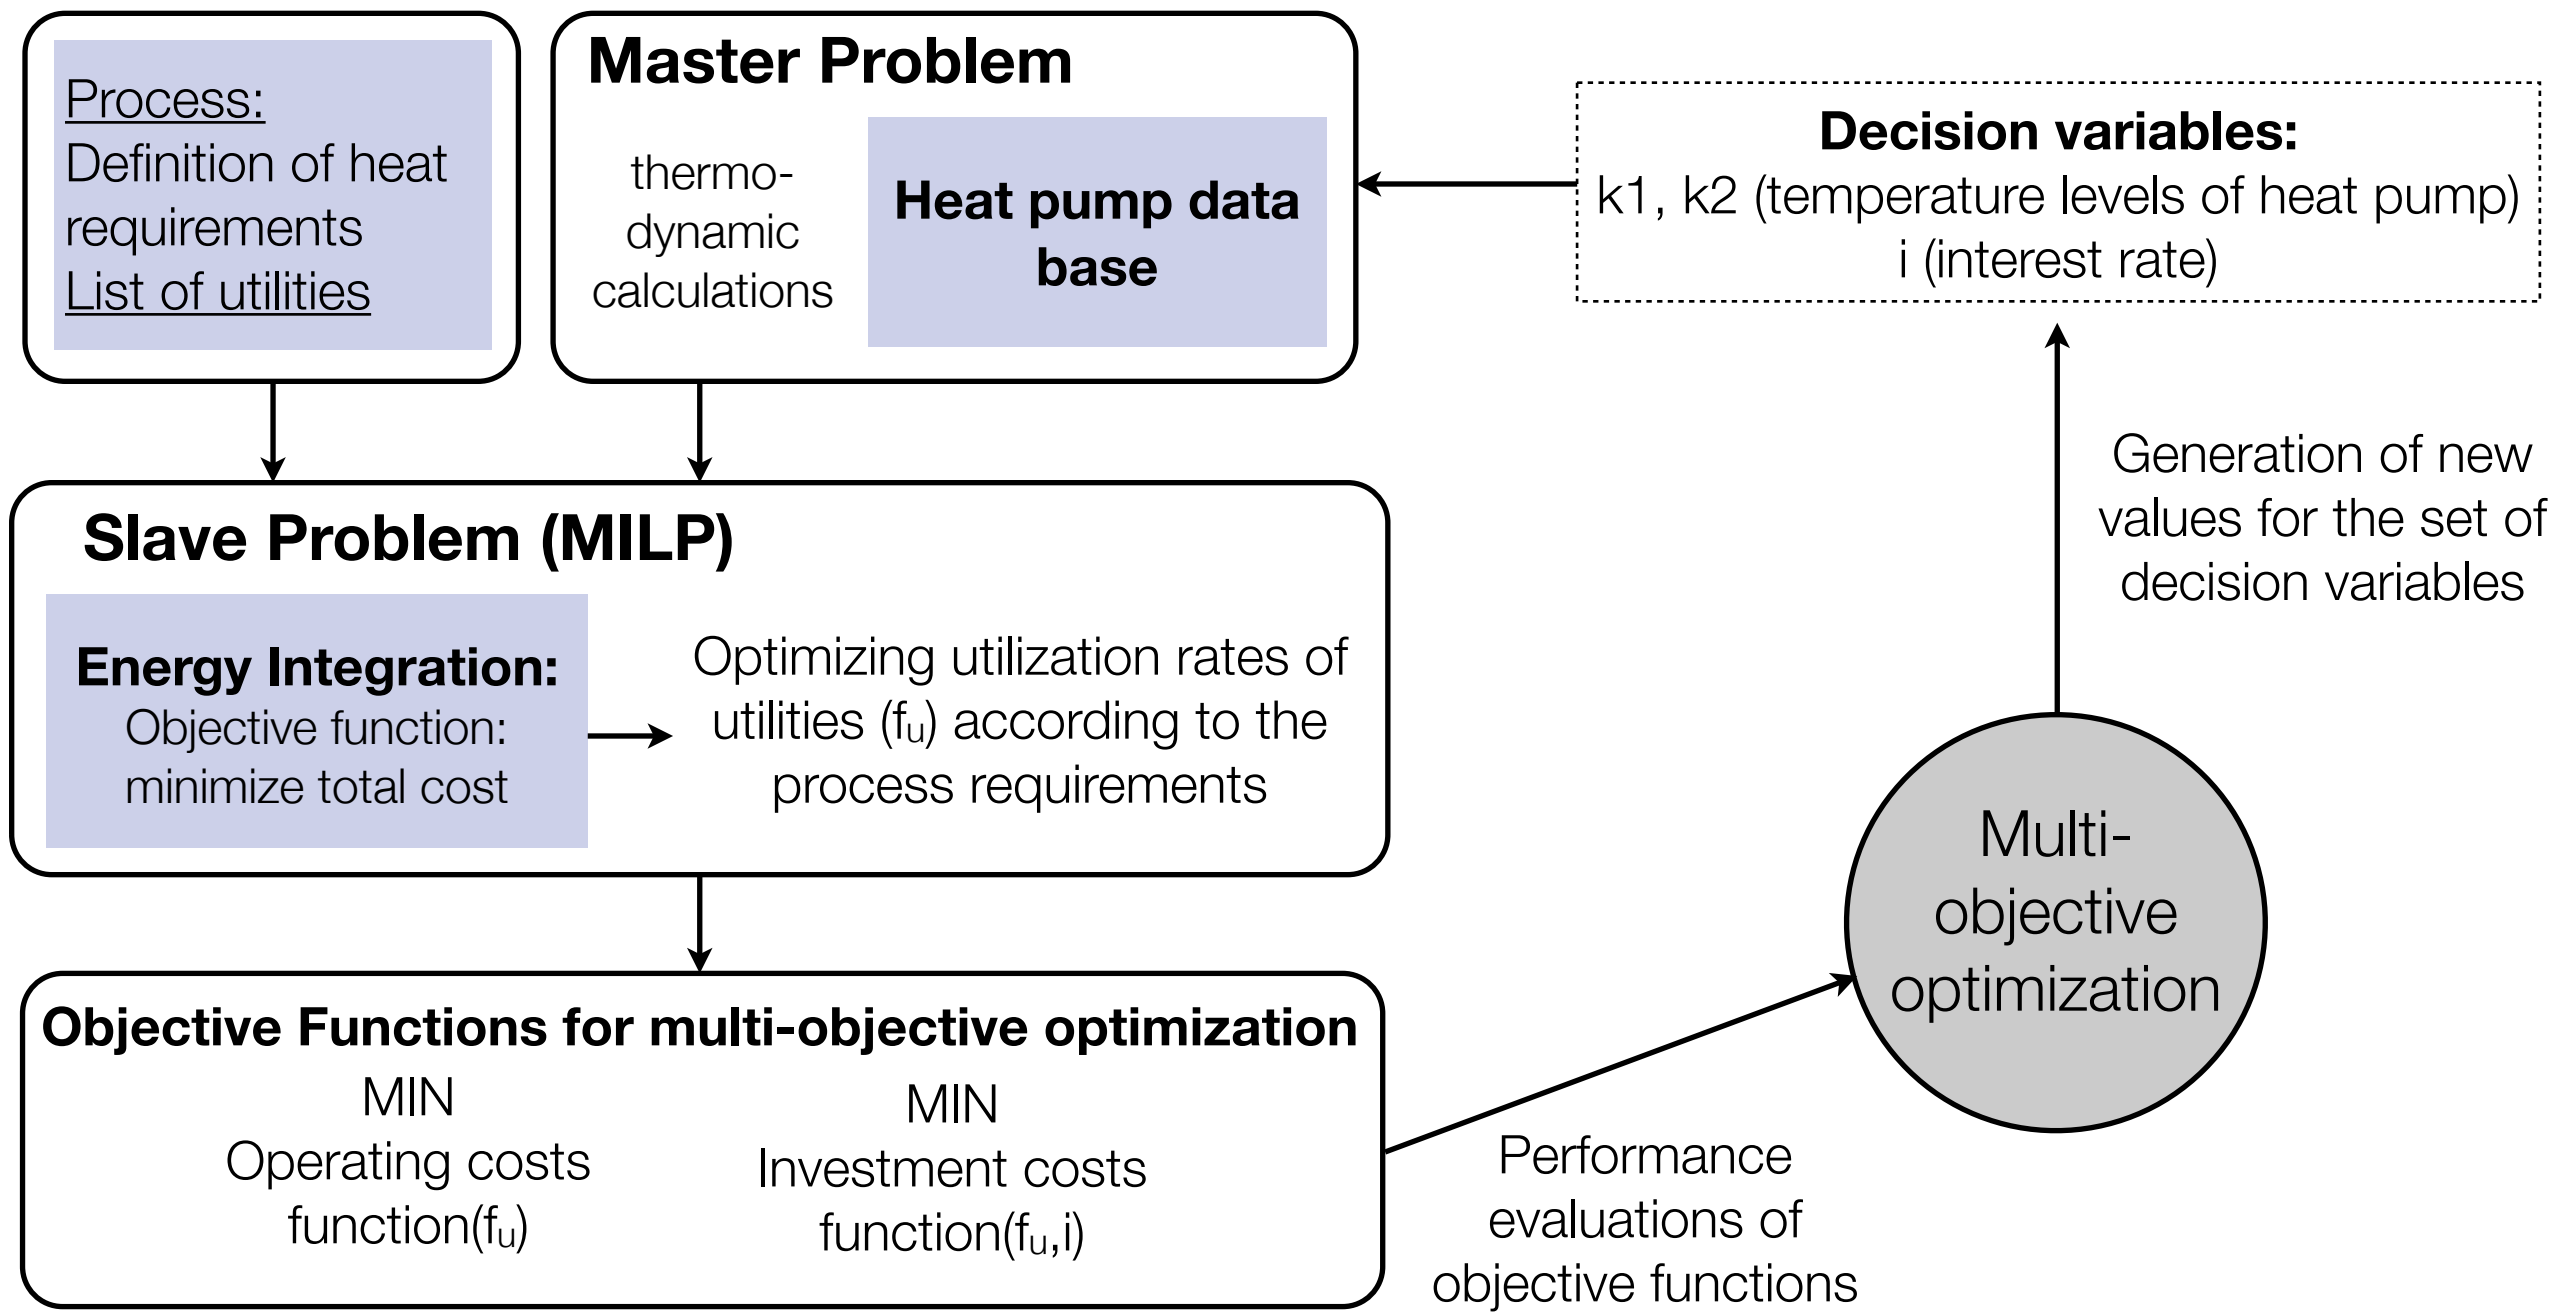 Process:
Definition of heat
requirements
List of utilities
Master Problem
thermo-
dynamic
calculations
Heat pump data
base
Decision variables:
k1, k2 (temperature levels of heat pump)
i (interest rate)
Slave Problem (MILP)
Energy Integration:
Objective function:
minimize total cost
Optimizing utilization rates of
utilities (fu) according to the
process requirements
Generation of new
values for the set of
decision variables
Multi-
objective
optimization
Objective Functions for multi-objective optimization
MIN
Operating costs
function(fu)
MIN
Investment costs
function(fu,i)
Performance
evaluations of
objective functions